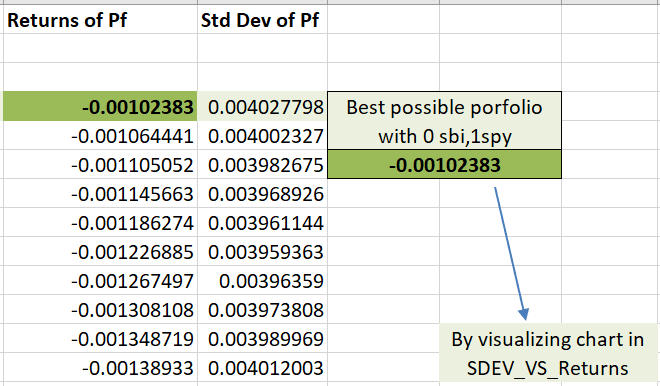 Returns of Pf Std Dev of Pf
-0.00102383 0.004027798 Best possible porfolio
-0.001064441 0.004002327 with 0 sbi,1spy
-0.001105052 0.003982675 -0.00102383
-0.001145663 0.003968926
-0.001186274 0.003961144
-0.001226885 0.003959363
-0.001267497 0.00396359
-0.001308108 0.003973808
-0.001348719 0.003989969 By visualizing chart in
-0.00138933 0.004012003 SDEV_VS_Returns